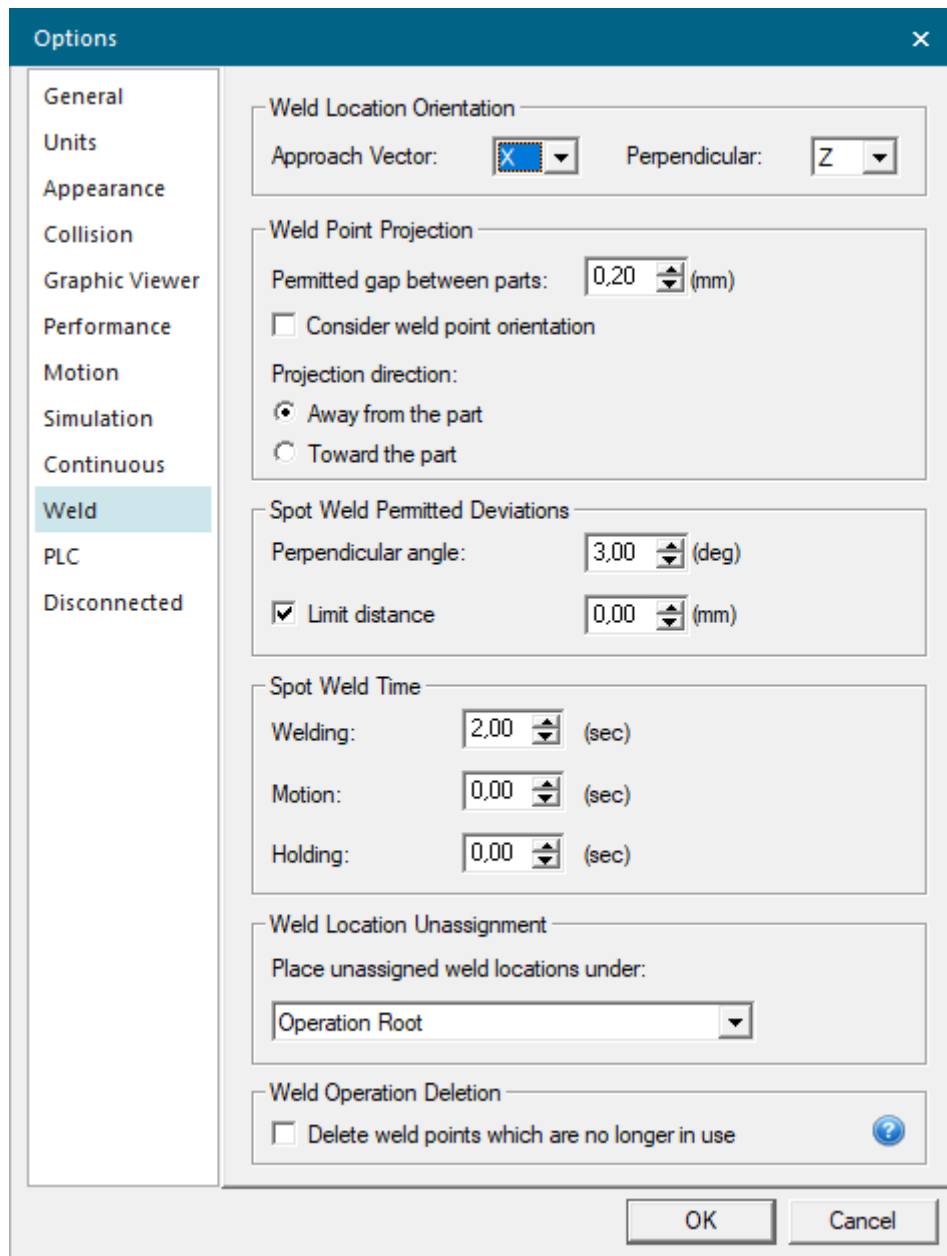 Options
General
Units
Appearance
Collision
Graphic Viewer
Performance
Motion
Simulation
Continuous
Weld
PLC
Disconnected
Weld Location Orientation
Approach Vector: X Perpendicular: Z
Weld Point Projection
Permitted gap between parts: 0,20 (mm)
Consider weld point orientation
Projection direction:
Away from the part
Toward the part
Spot Weld Permitted Deviations
Perpendicular angle: 3,00 (deg)
Limit distance 0,00 (mm)
Spot Weld Time
Welding: 2,00 (sec)
Motion: 0,00 (sec)
Holding: 0,00 (sec)
Weld Location Unassignment
Place unassigned weld locations under:
Operation Root
Weld Operation Deletion
Delete weld points which are no longer in use ?
OK Cancel